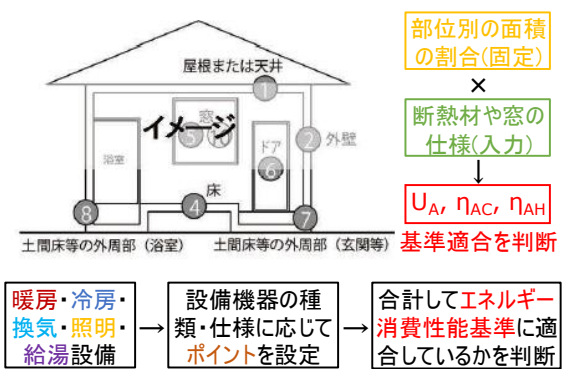 屋根または天井
①
窓
イメージ
⑤
②
外壁
浴室
ドア
⑥
床
④
⑧
⑦
土間床等の外周部（浴室）
土間床等の外周部（玄関等）
部位別の面積
の割合(固定)
×
断熱材や窓の
仕様(入力)
↓
UA, ηAC, ηAH
基準適合を判断
暖房・冷房・
換気・照明・
給湯設備
→
設備機器の種
類・仕様に応じて
ポイントを設定
→
合計してエネルギー
消費性能基準に適
合しているかを判断